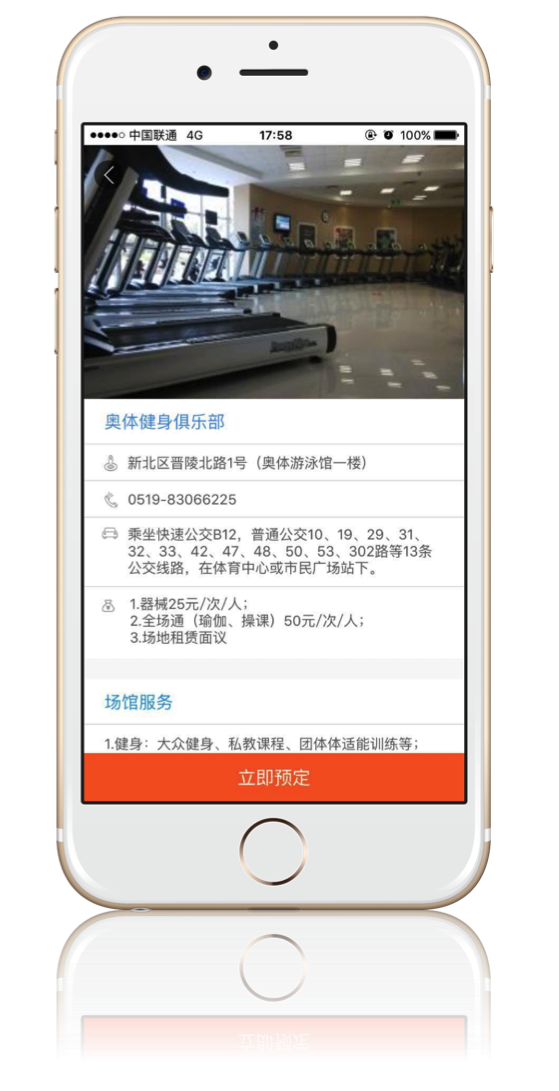 中国联通 4G 17:58 100%
奥体健身俱乐部
新北区晋陵北路1号（奥体游泳馆一楼）
0519-83066225
乘坐快速公交B12，普通公交10、19、29、31、
32、33、42、47、48、50、53、302路等13条
公交线路，在体育中心或市民广场站下。
1.器械25元/次/人；
2.全场通（瑜伽、操课）50元/次/人；
3.场地租赁面议
场馆服务
1.健身：大众健身、私教课程、团体体适能训练等；
立即预定